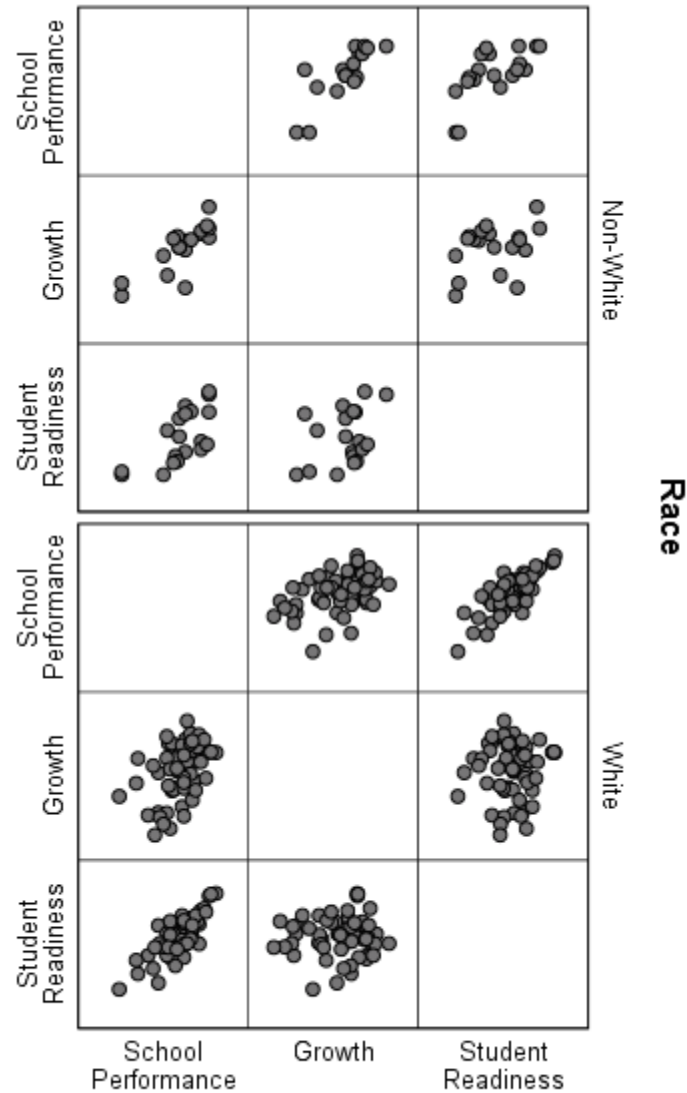 School
Performance
Growth
Student
Readiness
Non-White
School
Performance
Growth
Student
Readiness
White
Race
School
Performance
Growth
Student
Readiness